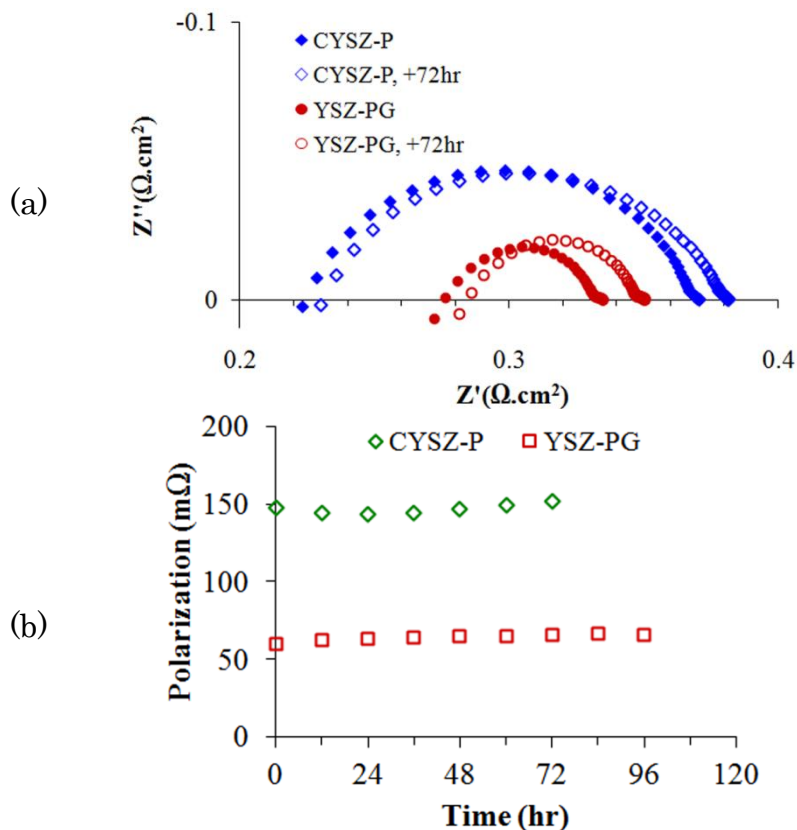 (a)
-0.1
CYSZ-P
CYSZ-P, +72hr
YSZ-PG
YSZ-PG, +72hr
Z''(Ω.cm²)
0
0.2
0.3
0.4
Z'(Ω.cm²)
(b)
200
CYSZ-P
YSZ-PG
150
100
50
0
Polarization (mΩ)
0
24
48
72
96
120
Time (hr)